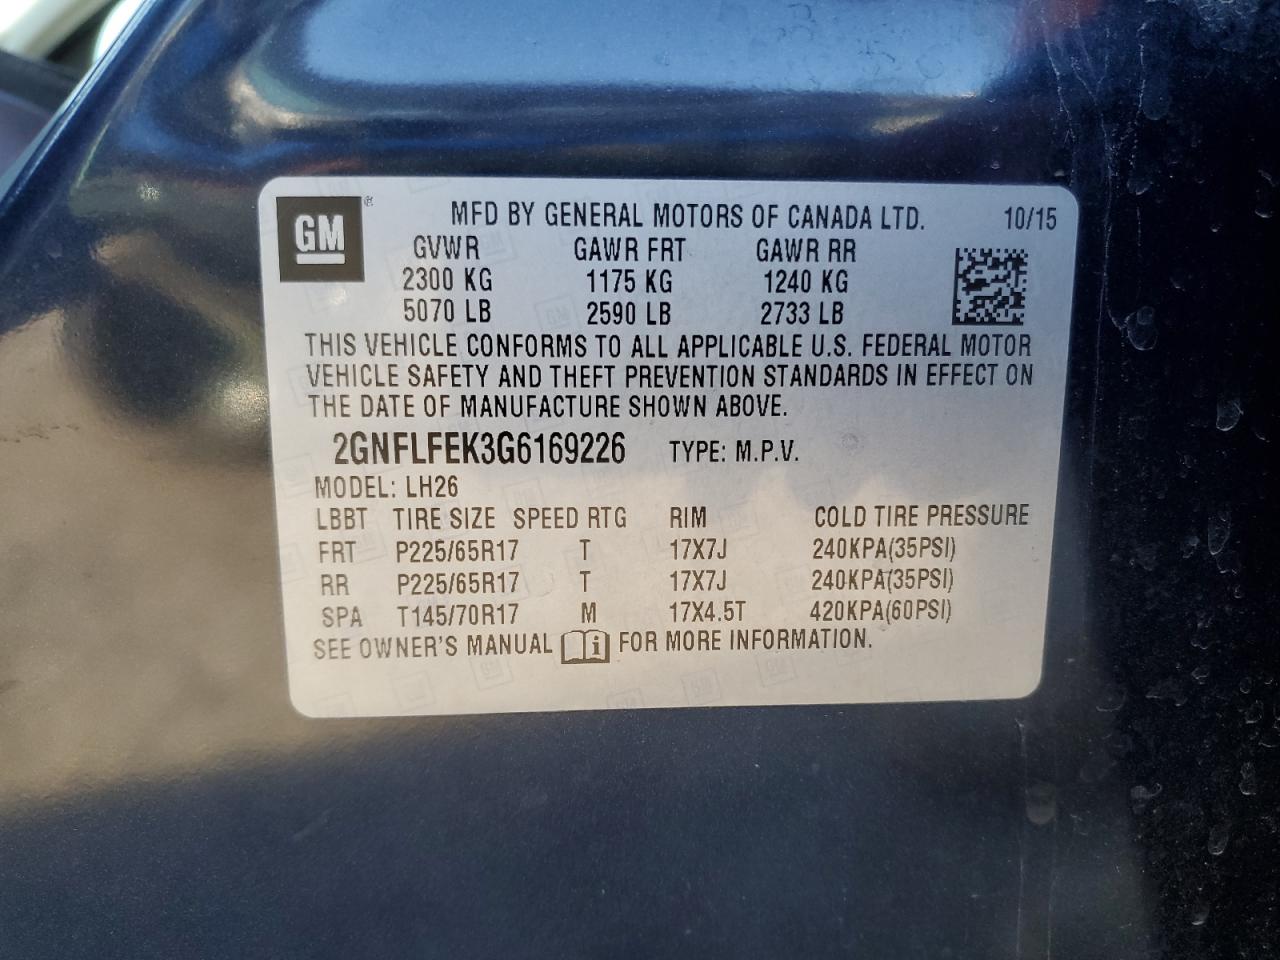 GM®
MFD BY GENERAL MOTORS OF CANADA LTD. 10/15
GVWR GAWR FRT GAWR RR
2300 KG 1175 KG 1240 KG
5070 LB 2590 LB 2733 LB
THIS VEHICLE CONFORMS TO ALL APPLICABLE U.S. FEDERAL MOTOR
VEHICLE SAFETY AND THEFT PREVENTION STANDARDS IN EFFECT ON
THE DATE OF MANUFACTURE SHOWN ABOVE.
2GNFLFEK3G6169226 TYPE: M.P.V.
MODEL: LH26
LBBT TIRE SIZE SPEED RTG RIM COLD TIRE PRESSURE
FRT P225/65R17 T 17X7J 240KPA(35PSI)
RR P225/65R17 T 17X7J 240KPA(35PSI)
SPA T145/70R17 M 17X4.5T 420KPA(60PSI)
SEE OWNER'S MANUAL i FOR MORE INFORMATION.